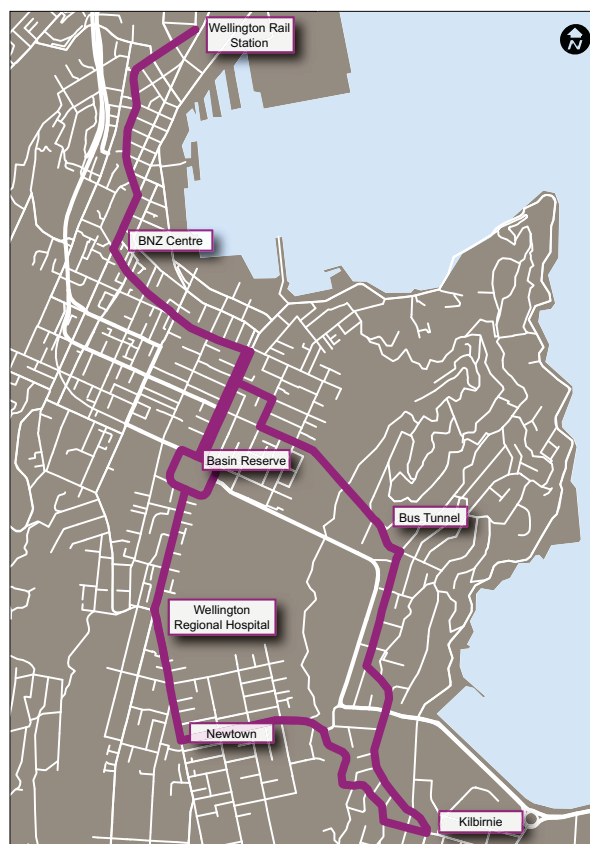 Wellington Rail
Station
N
BNZ Centre
Basin Reserve
Bus Tunnel
Wellington
Regional Hospital
Newtown
Kilbirnie